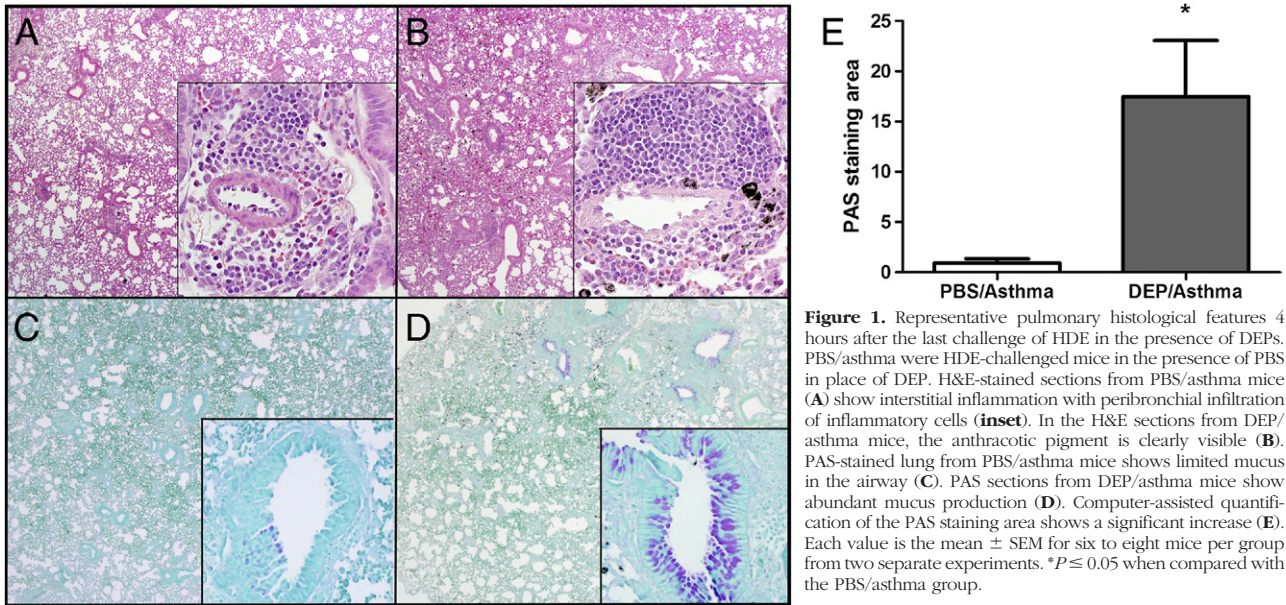 A
B
C
D
E
*
PAS staining area
25
20
15
10
5
0
PBS/Asthma DEP/Asthma
Figure 1. Representative pulmonary histological features 4
hours after the last challenge of HDE in the presence of DEPs.
PBS/asthma were HDE-challenged mice in the presence of PBS
in place of DEP. H&E-stained sections from PBS/asthma mice
(A) show interstitial inflammation with peribronchial infiltration
of inflammatory cells (inset). In the H&E sections from DEP/
asthma mice, the anthracotic pigment is clearly visible (B).
PAS-stained lung from PBS/asthma mice shows limited mucus
in the airway (C). PAS sections from DEP/asthma mice show
abundant mucus production (D). Computer-assisted quantifi-
cation of the PAS staining area shows a significant increase (E).
Each value is the mean ± SEM for six to eight mice per group
from two separate experiments. *P ≤ 0.05 when compared with
the PBS/asthma group.